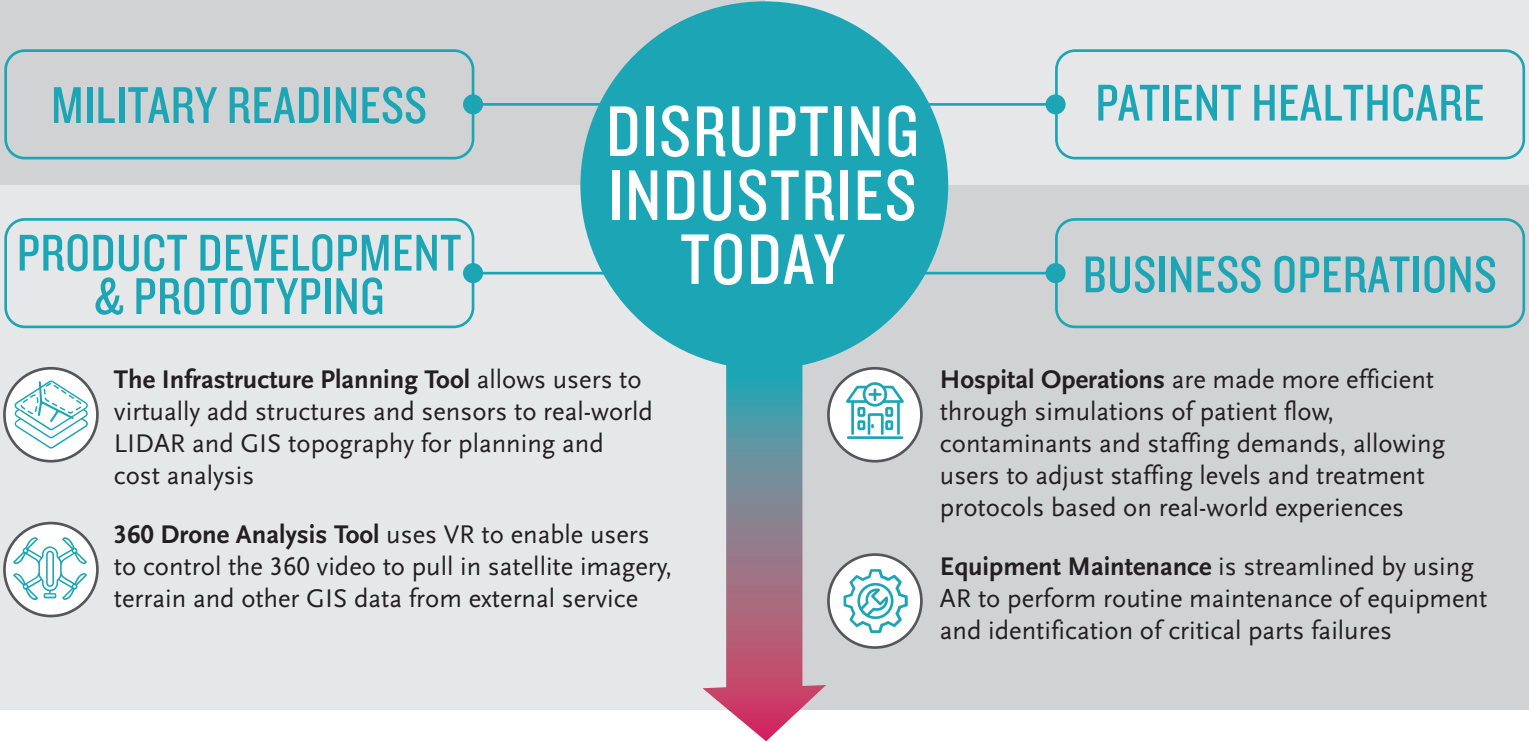 MILITARY READINESS
DISRUPTING
INDUSTRIES
TODAY
PATIENT HEALTHCARE
PRODUCT DEVELOPMENT
& PROTOTYPING
BUSINESS OPERATIONS
The Infrastructure Planning Tool allows users to
virtually add structures and sensors to real-world
LIDAR and GIS topography for planning and
cost analysis
360 Drone Analysis Tool uses VR to enable users
to control the 360 video to pull in satellite imagery,
terrain and other GIS data from external service
Hospital Operations are made more efficient
through simulations of patient flow,
contaminants and staffing demands, allowing
users to adjust staffing levels and treatment
protocols based on real-world experiences
Equipment Maintenance is streamlined by using
AR to perform routine maintenance of equipment
and identification of critical parts failures